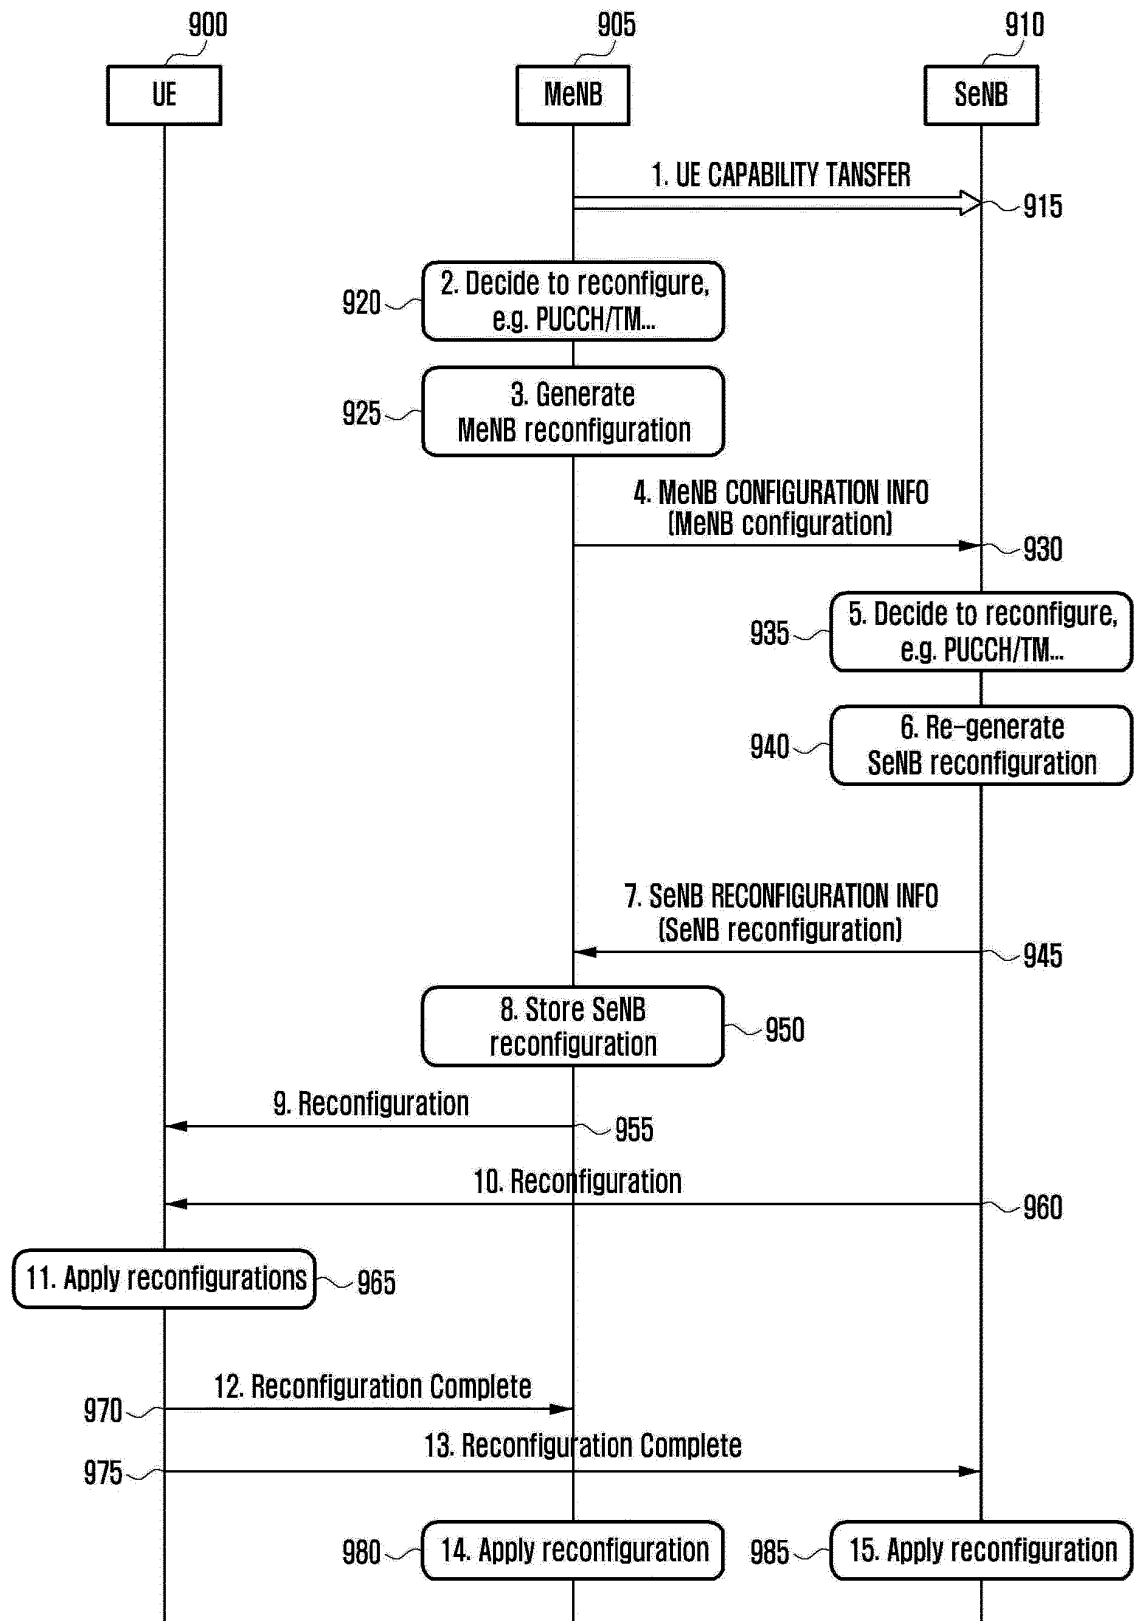 900
905
910
UE
MeNB
SeNB
1. UE CAPABILITY TANSFER
915
920
2. Decide to reconfigure,
e.g. PUCCH/TM...
925
3. Generate
MeNB reconfiguration
4. MeNB CONFIGURATION INFO
(MeNB configuration)
930
935
5. Decide to reconfigure,
e.g. PUCCH/TM...
940
6. Re-generate
SeNB reconfiguration
7. SeNB RECONFIGURATION INFO
(SeNB reconfiguration)
945
8. Store SeNB
reconfiguration
950
9. Reconfiguration
955
10. Reconfiguration
960
11. Apply reconfigurations
965
12. Reconfiguration Complete
970
13. Reconfiguration Complete
975
980
14. Apply reconfiguration
985
15. Apply reconfiguration